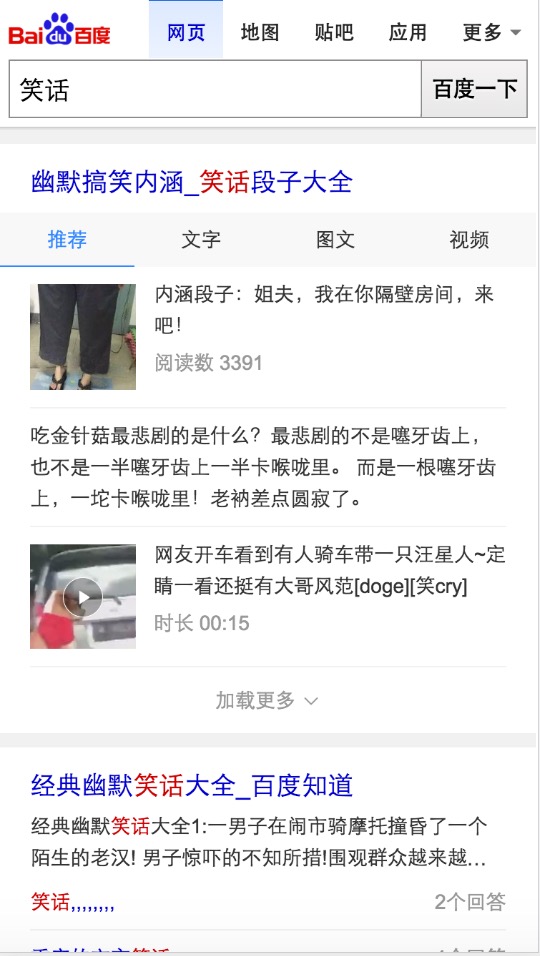 Bai du 百度
网页 地图 贴吧 应用 更多
笑话 百度一下
幽默搞笑内涵_笑话段子大全
推荐 文字 图文 视频
内涵段子：姐夫，我在你隔壁房间，来
吧！
阅读数 3391
吃金针菇最悲剧的是什么？最悲剧的不是噻牙齿上，
也不是一半噻牙齿上一半卡喉咙里。 而是一根噻牙齿
上，一坨卡喉咙里！老衲差点圆寂了。
网友开车看到有人骑车带一只汪星人~定
睛一看还挺有大哥风范[doge][笑cry]
时长 00:15
加载更多
经典幽默笑话大全_百度知道
经典幽默笑话大全1:一男子在闹市骑摩托撞昏了一个
陌生的老汉! 男子惊吓的不知所措!围观群众越来越...
笑话,,,,,,,, 2个回答